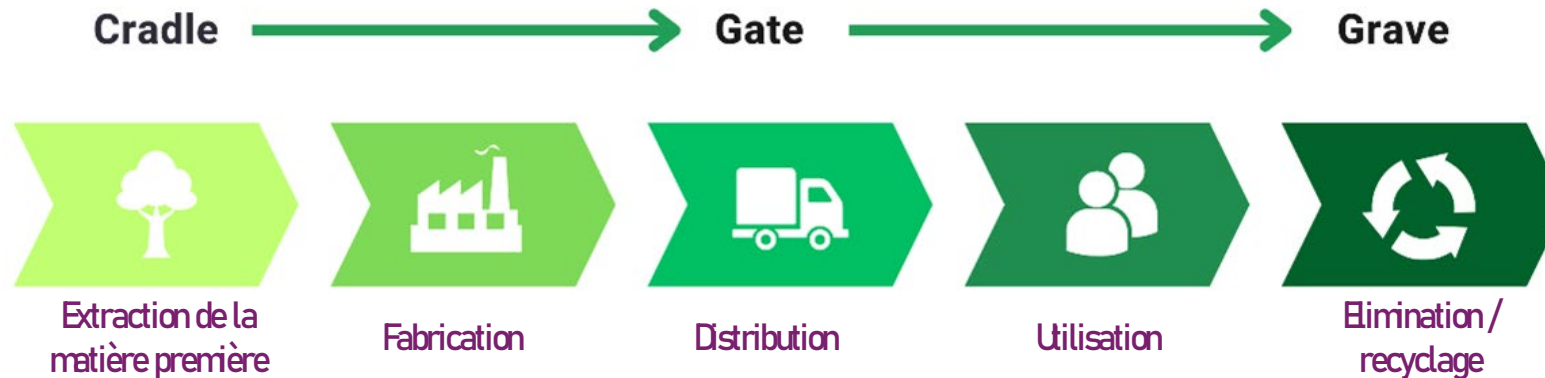 Cradle
Gate
Grave
Extraction de la
matière première
Fabrication
Distribution
Utilisation
Elimination /
recyclage